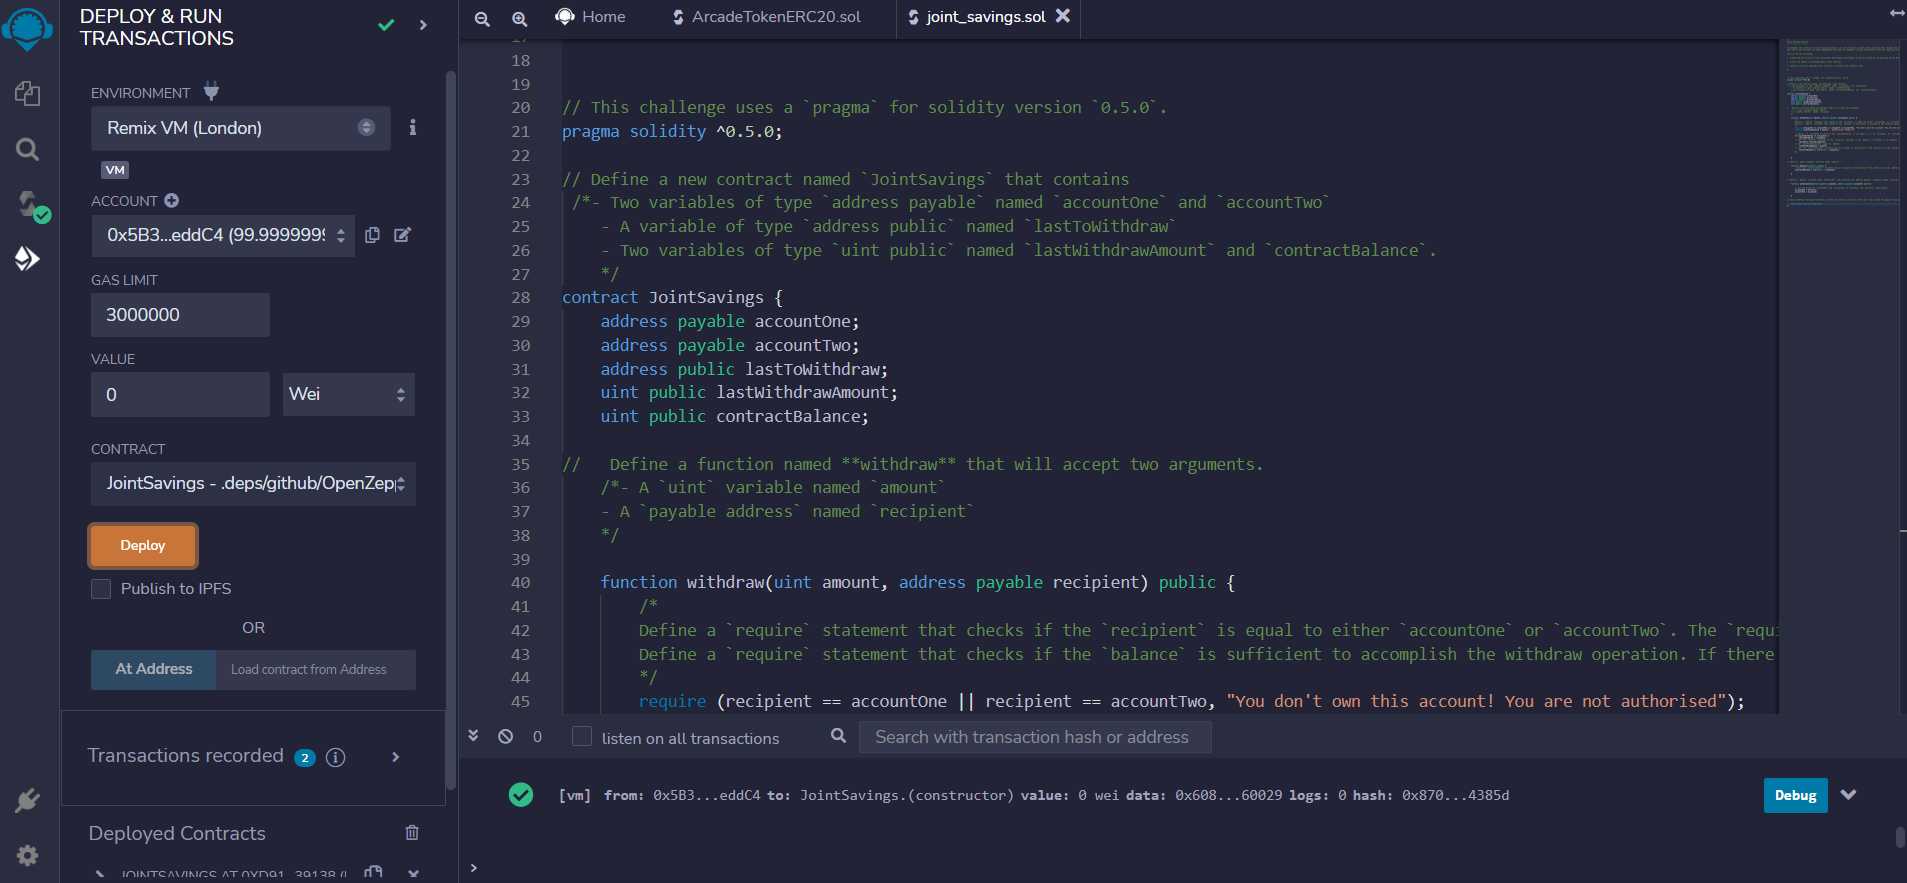 DEPLOY & RUN
TRANSACTIONS
ENVIRONMENT
Remix VM (London)
VM
ACCOUNT
0x5B3...eddC4 (99.9999999
GAS LIMIT
3000000
VALUE
0
Wei
CONTRACT
JointSavings - .deps/github/OpenZepp
Deploy
Publish to IPFS
OR
At Address
Load contract from Address
Transactions recorded 2
Deployed Contracts
JOINTSAVINGS AT 0XD91...39138
Home
ArcadeTokenERC20.sol
joint_savings.sol
17
18
19
20 // This challenge uses a `pragma` for solidity version `0.5.0`.
21 pragma solidity ^0.5.0;
22
23 // Define a new contract named `JointSavings` that contains
24 /*- Two variables of type `address payable` named `accountOne` and `accountTwo`
25 - A variable of type `address public` named `lastToWithdraw`
26 - Two variables of type `uint public` named `lastWithdrawAmount` and `contractBalance`.
27 */
28 contract JointSavings {
29 address payable accountOne;
30 address payable accountTwo;
31 address public lastToWithdraw;
32 uint public lastWithdrawAmount;
33 uint public contractBalance;
34
35 //   Define a function named **withdraw** that will accept two arguments.
36 /*- A `uint` variable named `amount`
37 - A `payable address` named `recipient`
38 */
39
40 function withdraw(uint amount, address payable recipient) public {
41 /*
42 Define a `require` statement that checks if the `recipient` is equal to either `accountOne` or `accountTwo`. The `requi
43 Define a `require` statement that checks if the `balance` is sufficient to accomplish the withdraw operation. If there
44 */
45 require (recipient == accountOne || recipient == accountTwo, "You don't own this account! You are not authorised");
0
listen on all transactions
Search with transaction hash or address
[vm] from: 0x5B3...eddC4 to: JointSavings.(constructor) value: 0 wei data: 0x608...60029 logs: 0 hash: 0x870...4385d
Debug
>